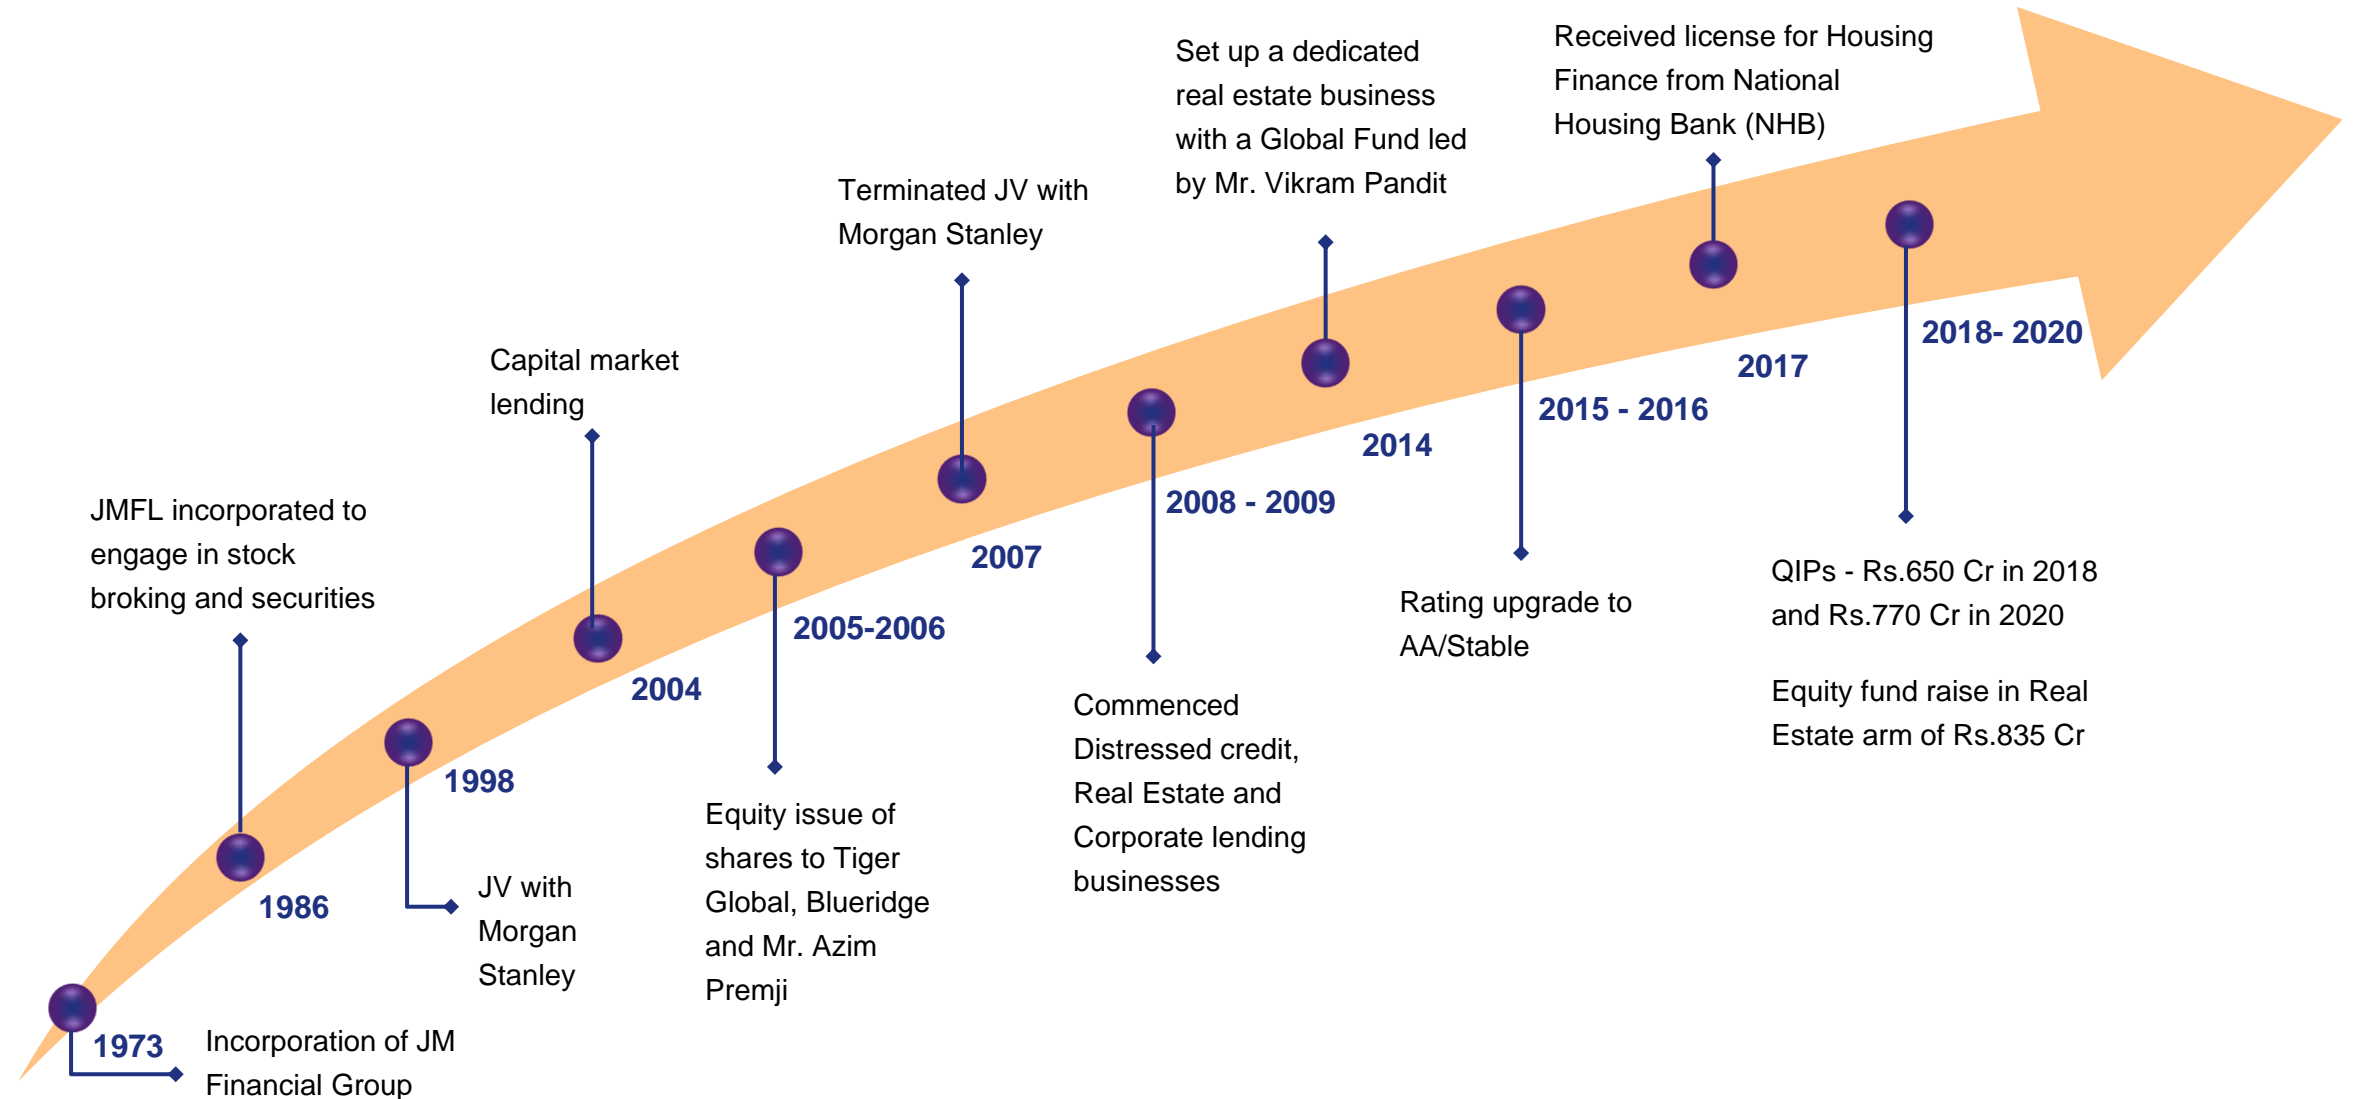 Incorporation of JM
Financial Group
1973
JMFL incorporated to
engage in stock
broking and securities
1986
JV with
Morgan
Stanley
1998
Capital market
lending
2004
Equity issue of
shares to Tiger
Global, Blueridge
and Mr. Azim
Premji
2005-2006
Terminated JV with
Morgan Stanley
2007
Commenced
Distressed credit,
Real Estate and
Corporate lending
businesses
2008 - 2009
Set up a dedicated
real estate business
with a Global Fund led
by Mr. Vikram Pandit
2014
Rating upgrade to
AA/Stable
2015 - 2016
Received license for Housing
Finance from National
Housing Bank (NHB)
2017
2018- 2020
QIPs - Rs.650 Cr in 2018
and Rs.770 Cr in 2020
Equity fund raise in Real
Estate arm of Rs.835 Cr